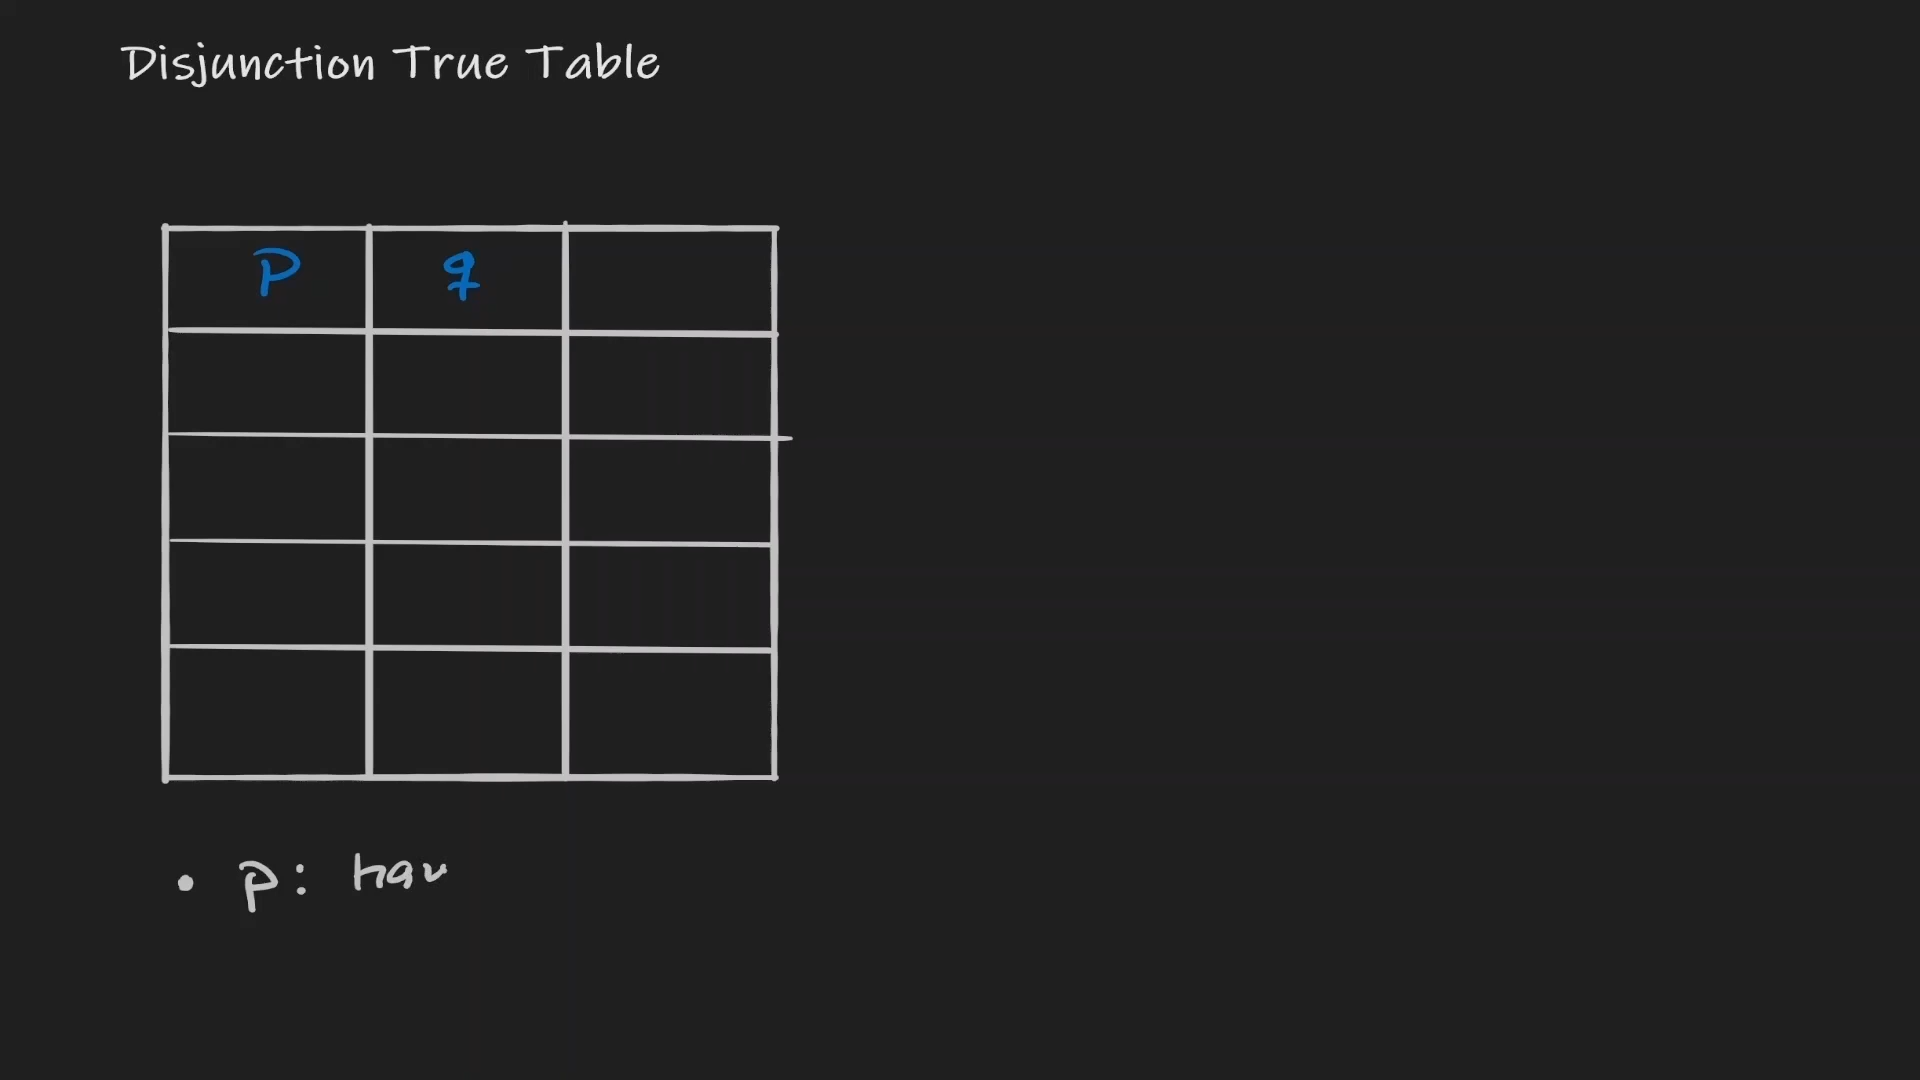 Disjunction True Table
P q
• p: hav